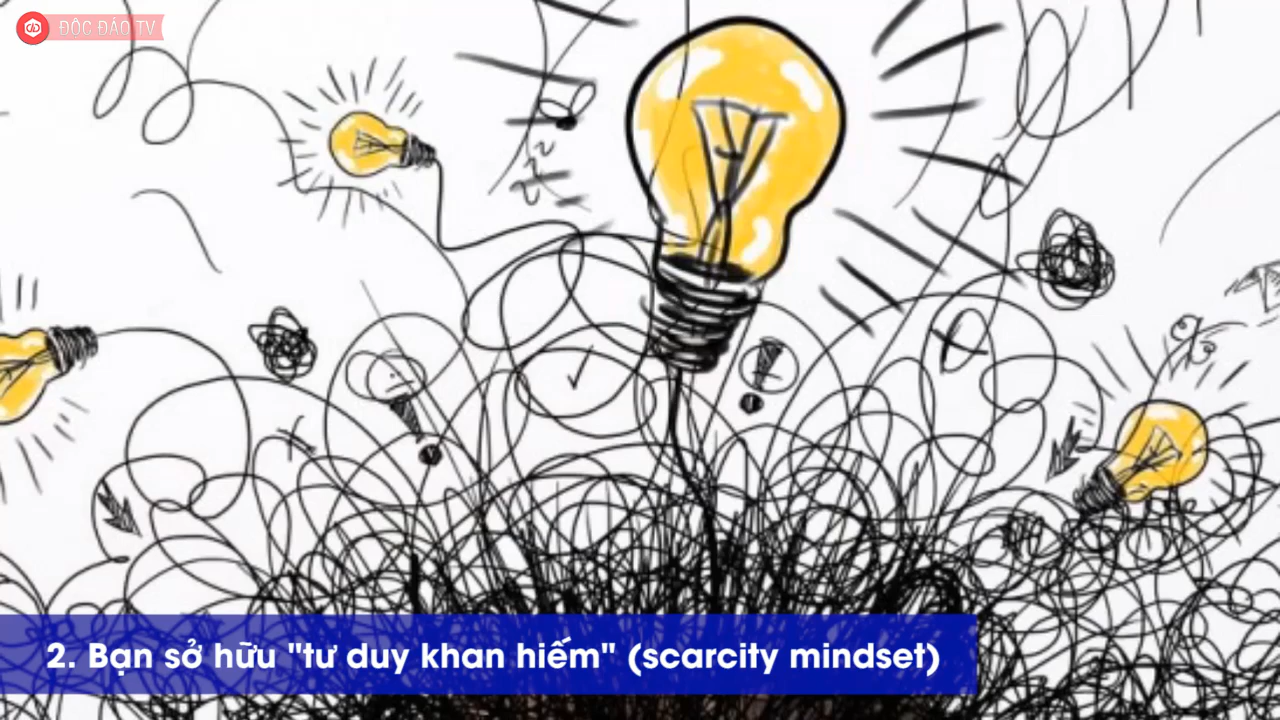 ĐỘC ĐÁO TV
2. Bạn sở hữu "tư duy khan hiếm" (scarcity mindset)